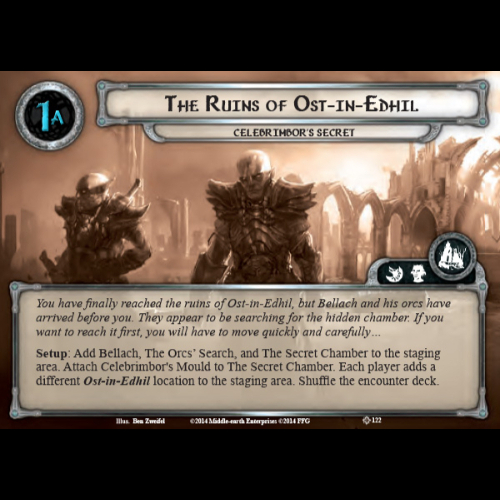 1A
The Ruins of Ost-in-Edhil
CELEBRIMBOR'S SECRET
You have finally reached the ruins of Ost-in-Edhil, but Bellach and his orcs have
arrived before you. They appear to be searching for the hidden chamber. If you
want to reach it first, you will have to move quickly and carefully…
Setup: Add Bellach, The Orcs' Search, and The Secret Chamber to the staging
area. Attach Celebrimbor's Mould to The Secret Chamber. Each player adds a
different Ost-in-Edhil location to the staging area. Shuffle the encounter deck.
Illus. Ben Zweifel ©2014 Middle-earth Enterprises ©2014 FFG 122